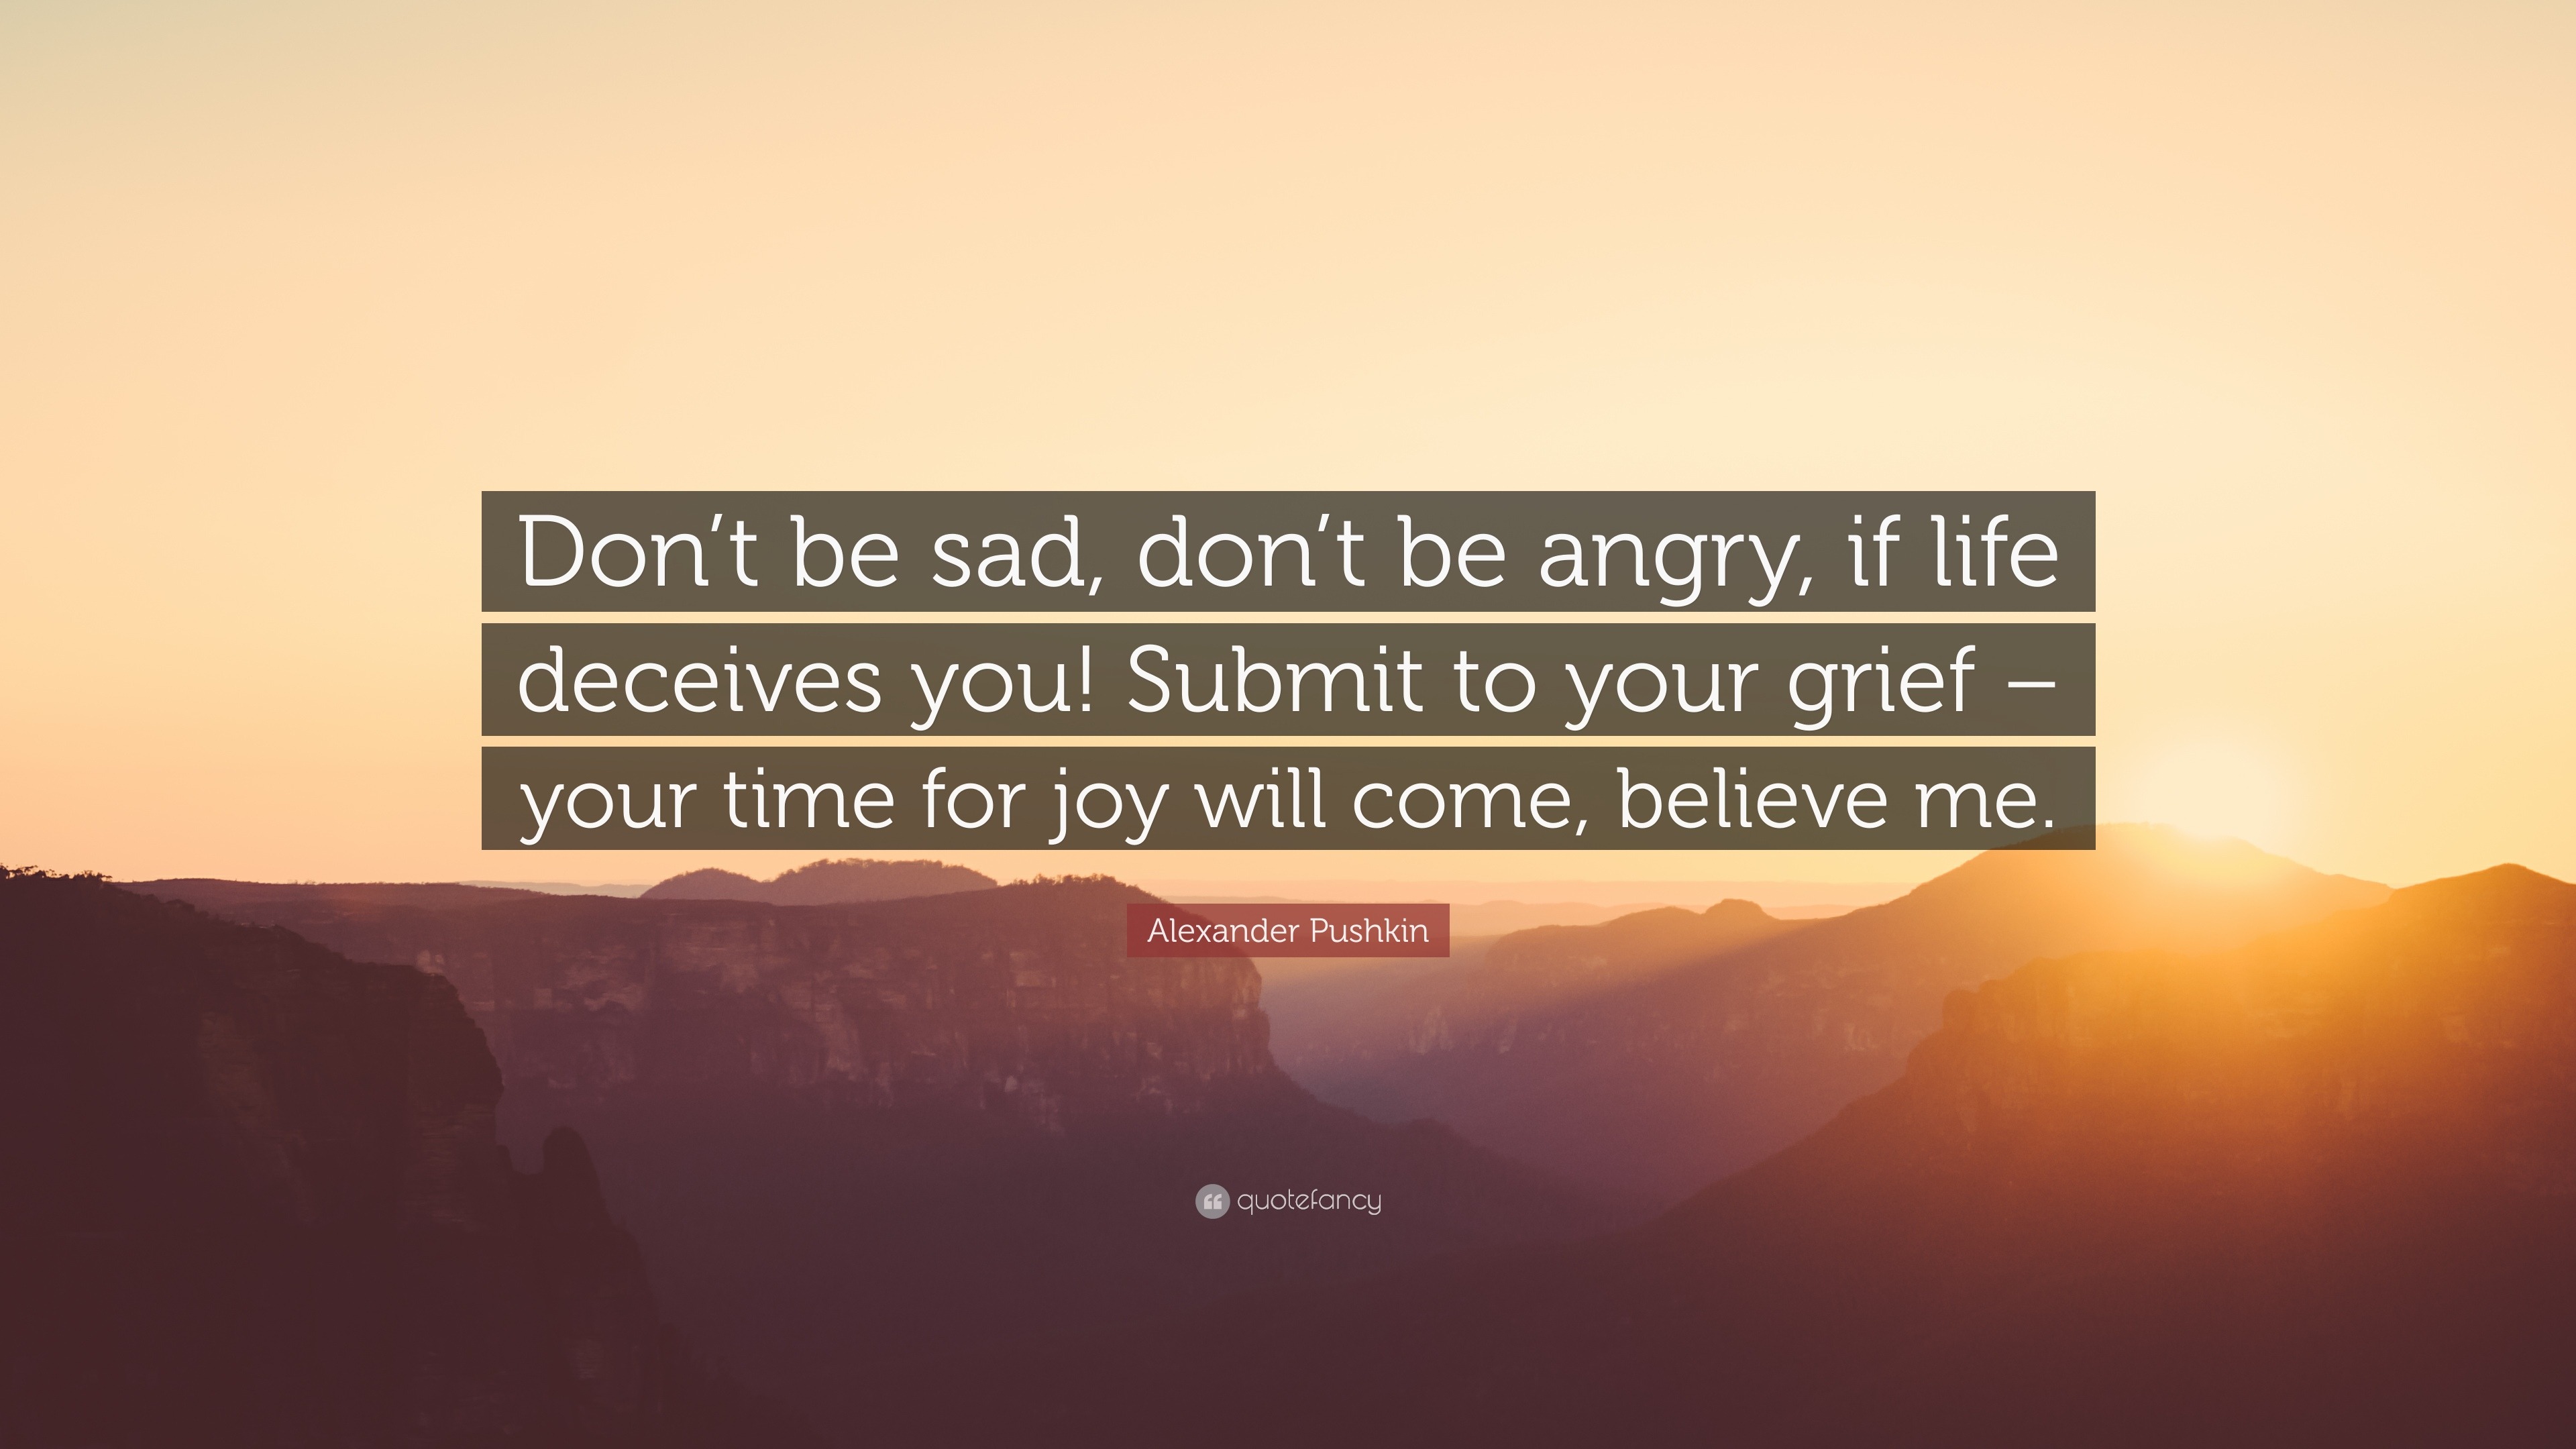 Don’t be sad, don’t be angry, if life
deceives you! Submit to your grief –
your time for joy will come, believe me.
Alexander Pushkin
quotefancy